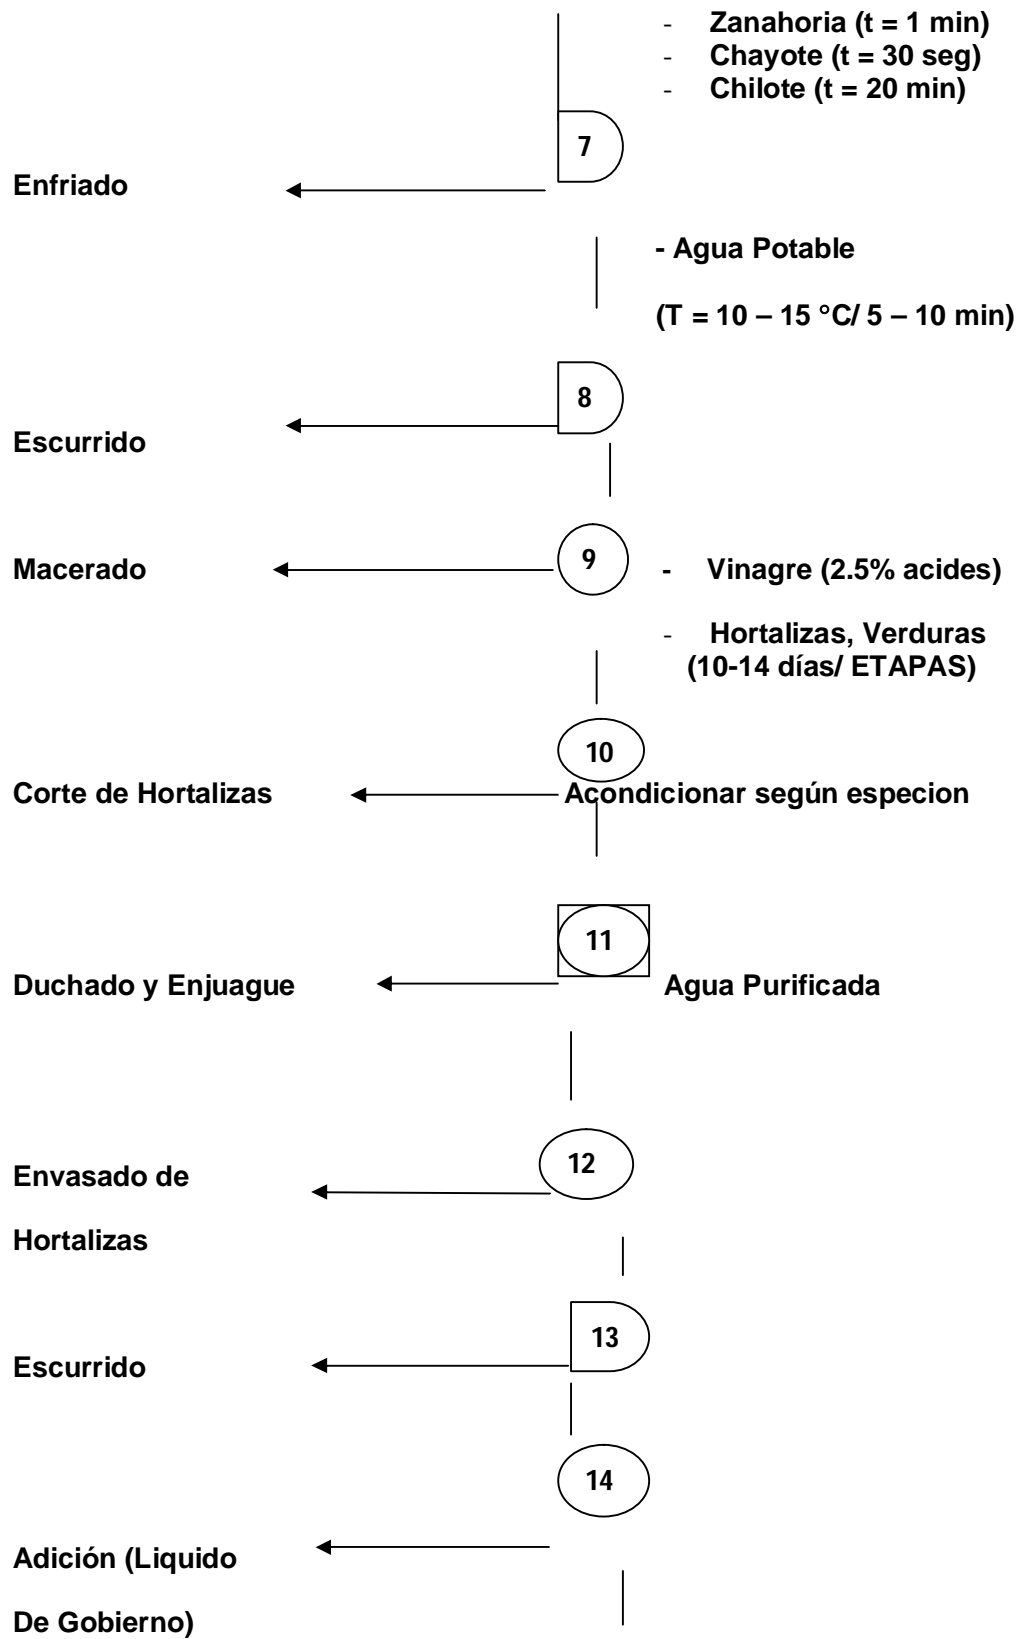 - Zanahoria (t = 1 min)
- Chayote (t = 30 seg)
- Chilote (t = 20 min)
7
Enfriado
- Agua Potable
(T = 10 – 15 °C/ 5 – 10 min)
8
Escurrido
9
Macerado
- Vinagre (2.5% acides)
- Hortalizas, Verduras
(10-14 días/ ETAPAS)
10
Corte de Hortalizas
Acondicionar según especion
11
Duchado y Enjuague
Agua Purificada
12
Envasado de
Hortalizas
13
Escurrido
14
Adición (Liquido
De Gobierno)